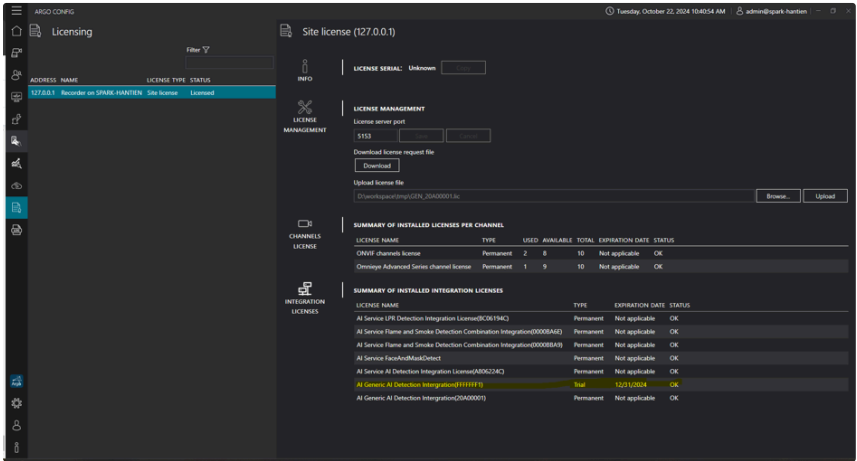 ARGO CONFIG
Tuesday, October 22, 2024 10:40:54 AM
admin@spark-hantien
Licensing
Filter
ADDRESS NAME LICENSE TYPE STATUS
127.0.0.1 Recorder on SPARK-HANTIEN Site license Licensed
Site license (127.0.0.1)
INFO
LICENSE SERIAL: Unknown Copy
LICENSE MANAGEMENT
LICENSE MANAGEMENT
License server port
5153 Save Cancel
Download license request file
Download
Upload license file
D:\workspace\tmp\GEN_20A00001.lic Browse... Upload
CHANNELS LICENSE
SUMMARY OF INSTALLED LICENSES PER CHANNEL
LICENSE NAME TYPE USED AVAILABLE TOTAL EXPIRATION DATE STATUS
ONVIF channels license Permanent 2 8 10 Not applicable OK
Omnieye Advanced Series channel license Permanent 1 9 10 Not applicable OK
INTEGRATION LICENSES
SUMMARY OF INSTALLED INTEGRATION LICENSES
LICENSE NAME TYPE EXPIRATION DATE STATUS
AI Service LPR Detection Integration License(BC06194C) Permanent Not applicable OK
AI Service Flame and Smoke Detection Combination Integration(00008A6E) Permanent Not applicable OK
AI Service Flame and Smoke Detection Combination Integration(00008BA9) Permanent Not applicable OK
AI Service FaceAndMaskDetect Permanent Not applicable OK
AI Service AI Detection Integration License(A806224C) Permanent Not applicable OK
AI Generic AI Detection Intergration(FFFFFFF1) Trial 12/31/2024 OK
AI Generic AI Detection Intergration(20A00001) Permanent Not applicable OK